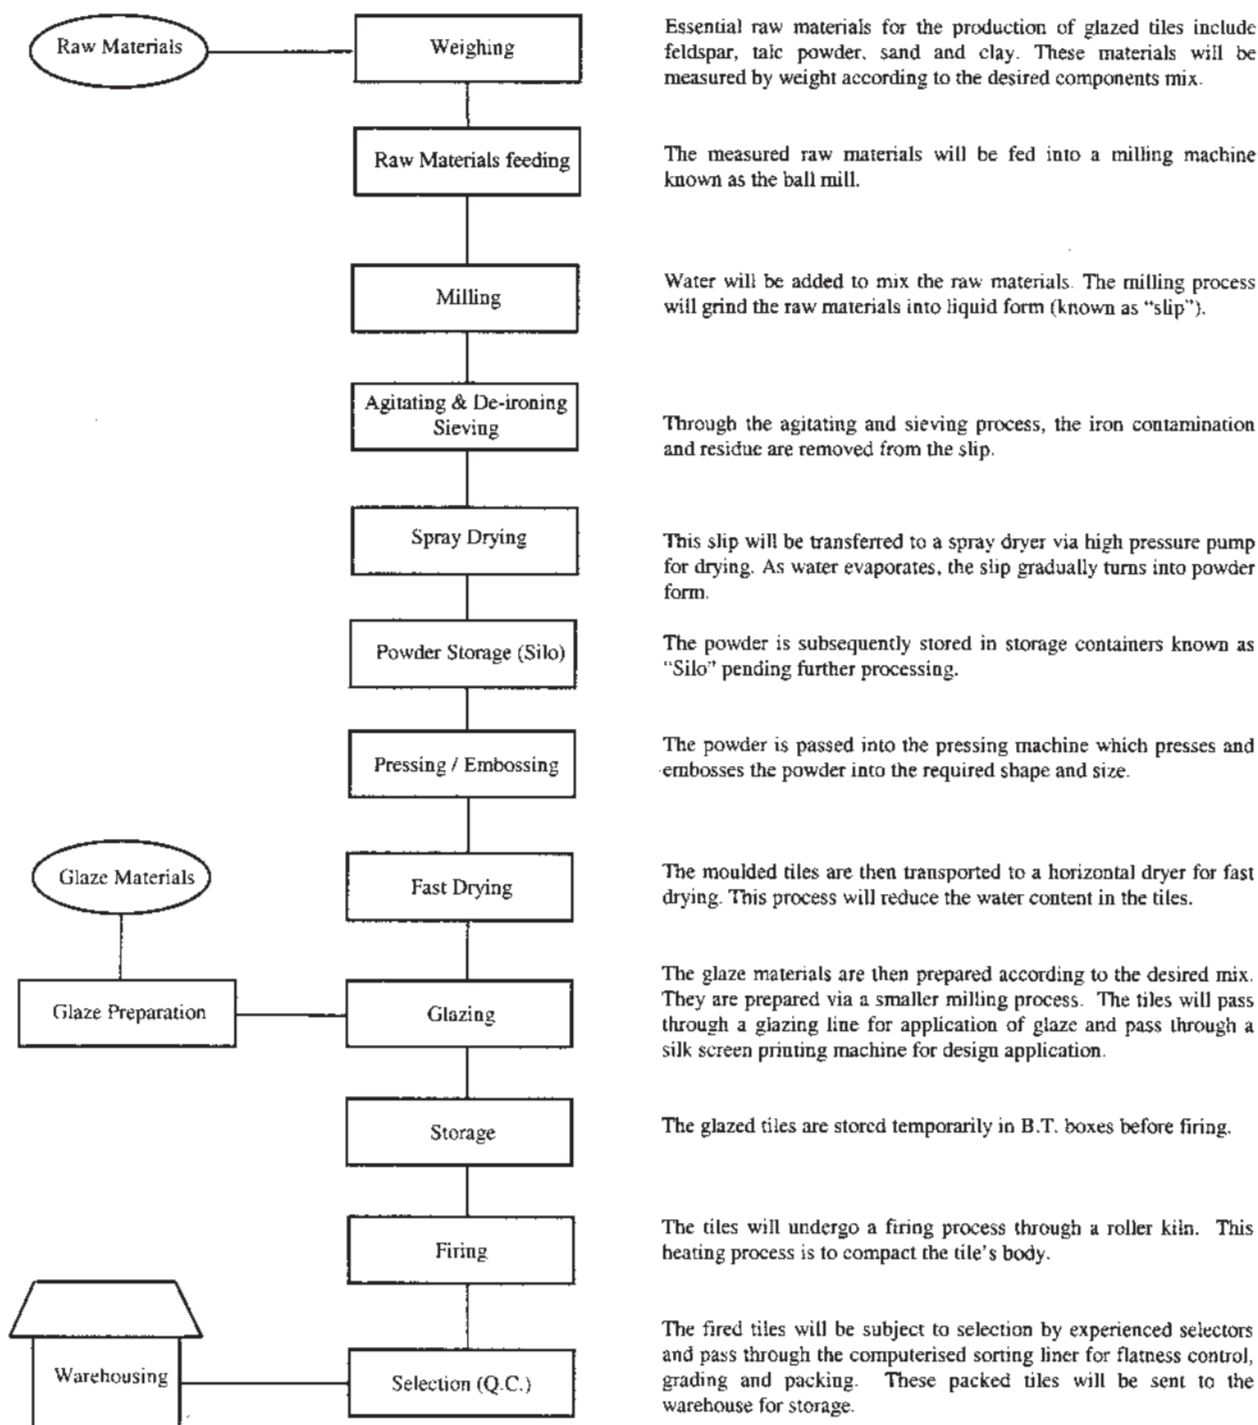 Raw Materials
Weighing
Essential raw materials for the production of glazed tiles include
feldspar, talc powder, sand and clay. These materials will be
measured by weight according to the desired components mix.
Raw Materials feeding
The measured raw materials will be fed into a milling machine
known as the ball mill.
Milling
Water will be added to mix the raw materials. The milling process
will grind the raw materials into liquid form (known as “slip”).
Agitating & De-ironing
Sieving
Through the agitating and sieving process, the iron contamination
and residue are removed from the slip.
Spray Drying
This slip will be transferred to a spray dryer via high pressure pump
for drying. As water evaporates, the slip gradually turns into powder
form.
Powder Storage (Silo)
The powder is subsequently stored in storage containers known as
“Silo” pending further processing.
Pressing / Embossing
The powder is passed into the pressing machine which presses and
embosses the powder into the required shape and size.
Glaze Materials
Fast Drying
The moulded tiles are then transported to a horizontal dryer for fast
drying. This process will reduce the water content in the tiles.
Glaze Preparation
Glazing
The glaze materials are then prepared according to the desired mix.
They are prepared via a smaller milling process. The tiles will pass
through a glazing line for application of glaze and pass through a
silk screen printing machine for design application.
Storage
The glazed tiles are stored temporarily in B.T. boxes before firing.
Firing
The tiles will undergo a firing process through a roller kiln. This
heating process is to compact the tile's body.
Warehousing
Selection (Q.C.)
The fired tiles will be subject to selection by experienced selectors
and pass through the computerised sorting liner for flatness control,
grading and packing. These packed tiles will be sent to the
warehouse for storage.